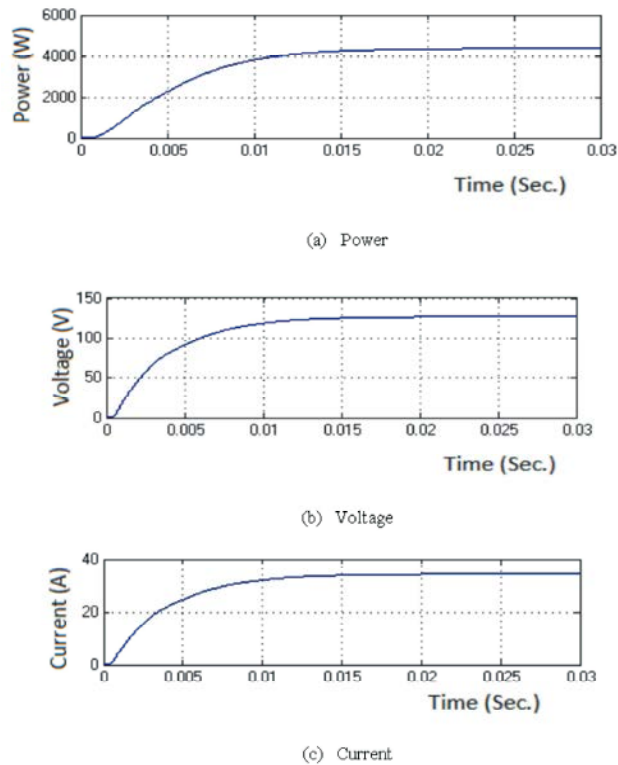 6000
4000
2000
0
Power (W)
0 0.005 0.01 0.015 0.02 0.025 0.03
Time (Sec.)
(a) Power
150
100
50
0
Voltage (V)
0 0.005 0.01 0.015 0.02 0.025 0.03
Time (Sec.)
(b) Voltage
40
20
0
Current (A)
0 0.005 0.01 0.015 0.02 0.025 0.03
Time (Sec.)
(c) Current